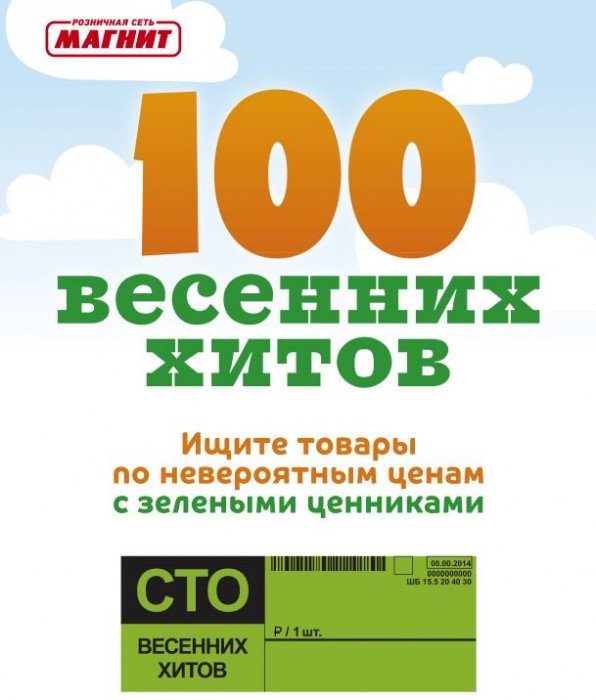 РОЗНИЧНАЯ СЕТЬ
МАГНИТ
100
весенних
хитов
Ищите товары
по невероятным ценам
с зелеными ценниками
СТО
ВЕСЕННИХ
ХИТОВ
00.00.2014
0000000000
ШБ 15.5 20 40 30
₽ / 1 шт.